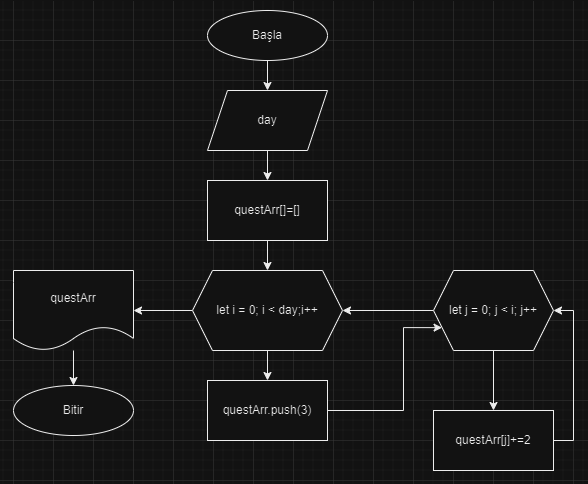 Başla
day
questArr[]=[]
questArr
let i = 0; i < day;i++
let j = 0; j < i; j++
questArr.push(3)
Bitir
questArr[j]+=2